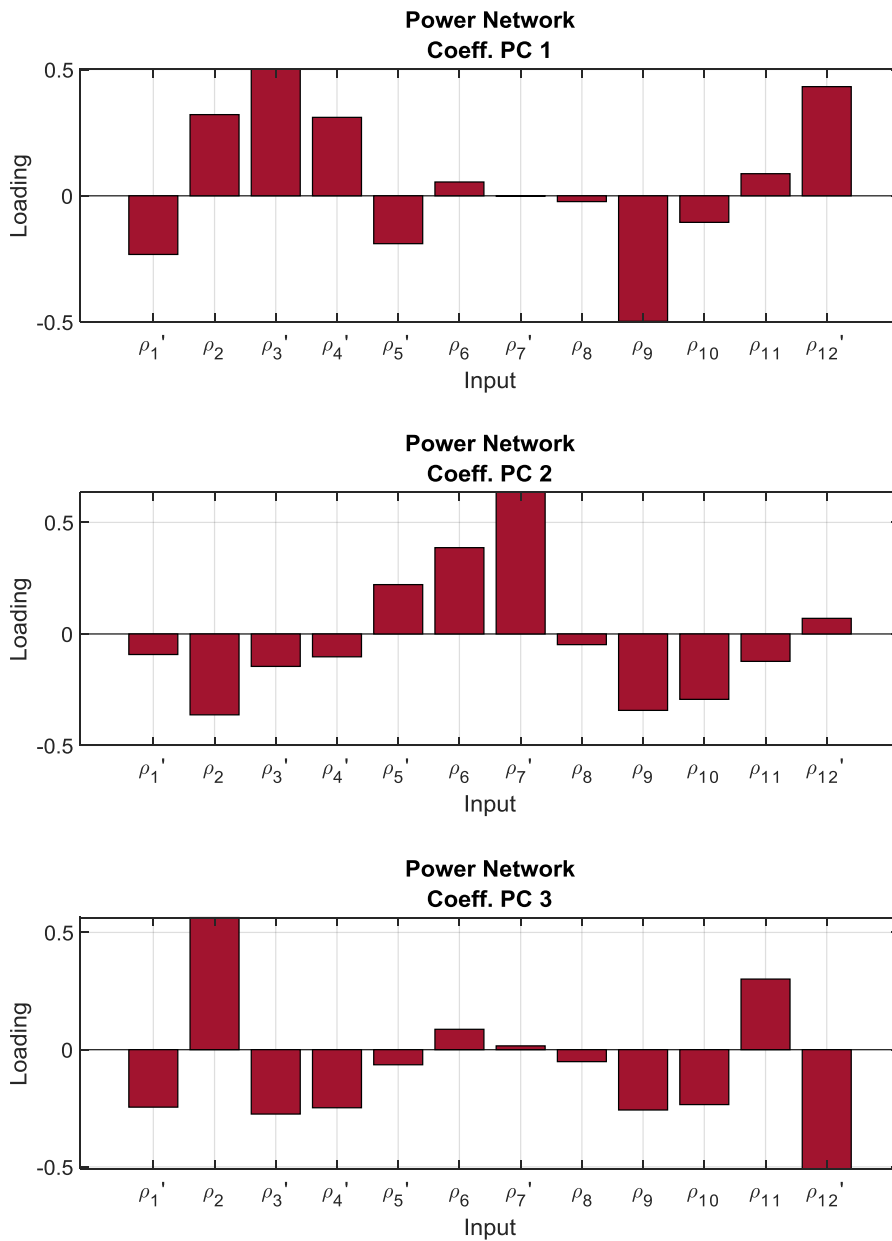 Power Network
Coeff. PC 1
0.5
0
-0.5
Loading
ρ₁' ρ₂ ρ₃' ρ₄' ρ₅' ρ₆ ρ₇' ρ₈ ρ₉ ρ₁₀ ρ₁₁ ρ₁₂'
Input
Power Network
Coeff. PC 2
0.5
0
-0.5
Loading
ρ₁' ρ₂ ρ₃' ρ₄' ρ₅' ρ₆ ρ₇' ρ₈ ρ₉ ρ₁₀ ρ₁₁ ρ₁₂'
Input
Power Network
Coeff. PC 3
0.5
0
-0.5
Loading
ρ₁' ρ₂ ρ₃' ρ₄' ρ₅' ρ₆ ρ₇' ρ₈ ρ₉ ρ₁₀ ρ₁₁ ρ₁₂'
Input